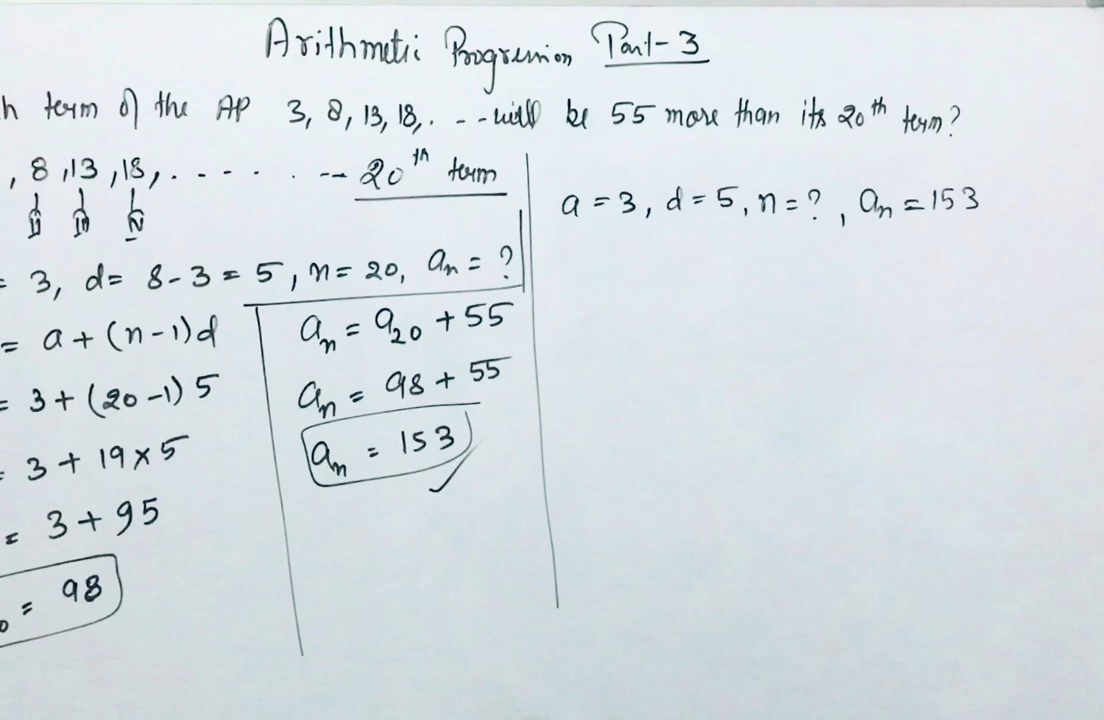 Arithmetic Progression Part-3
h term of the AP 3, 8, 13, 18, . - - will be 55 more than its 20th term?
, 8, 13, 18, . - - - - . . -- 20th term
= 3, d = 8 - 3 = 5, n = 20, an = ?
= a + (n-1)d
= 3 + (20-1) 5
= 3 + 19 x 5
= 3 + 95
= 98
an = a20 + 55
an = 98 + 55
an = 153
a = 3, d = 5, n = ?, an = 153